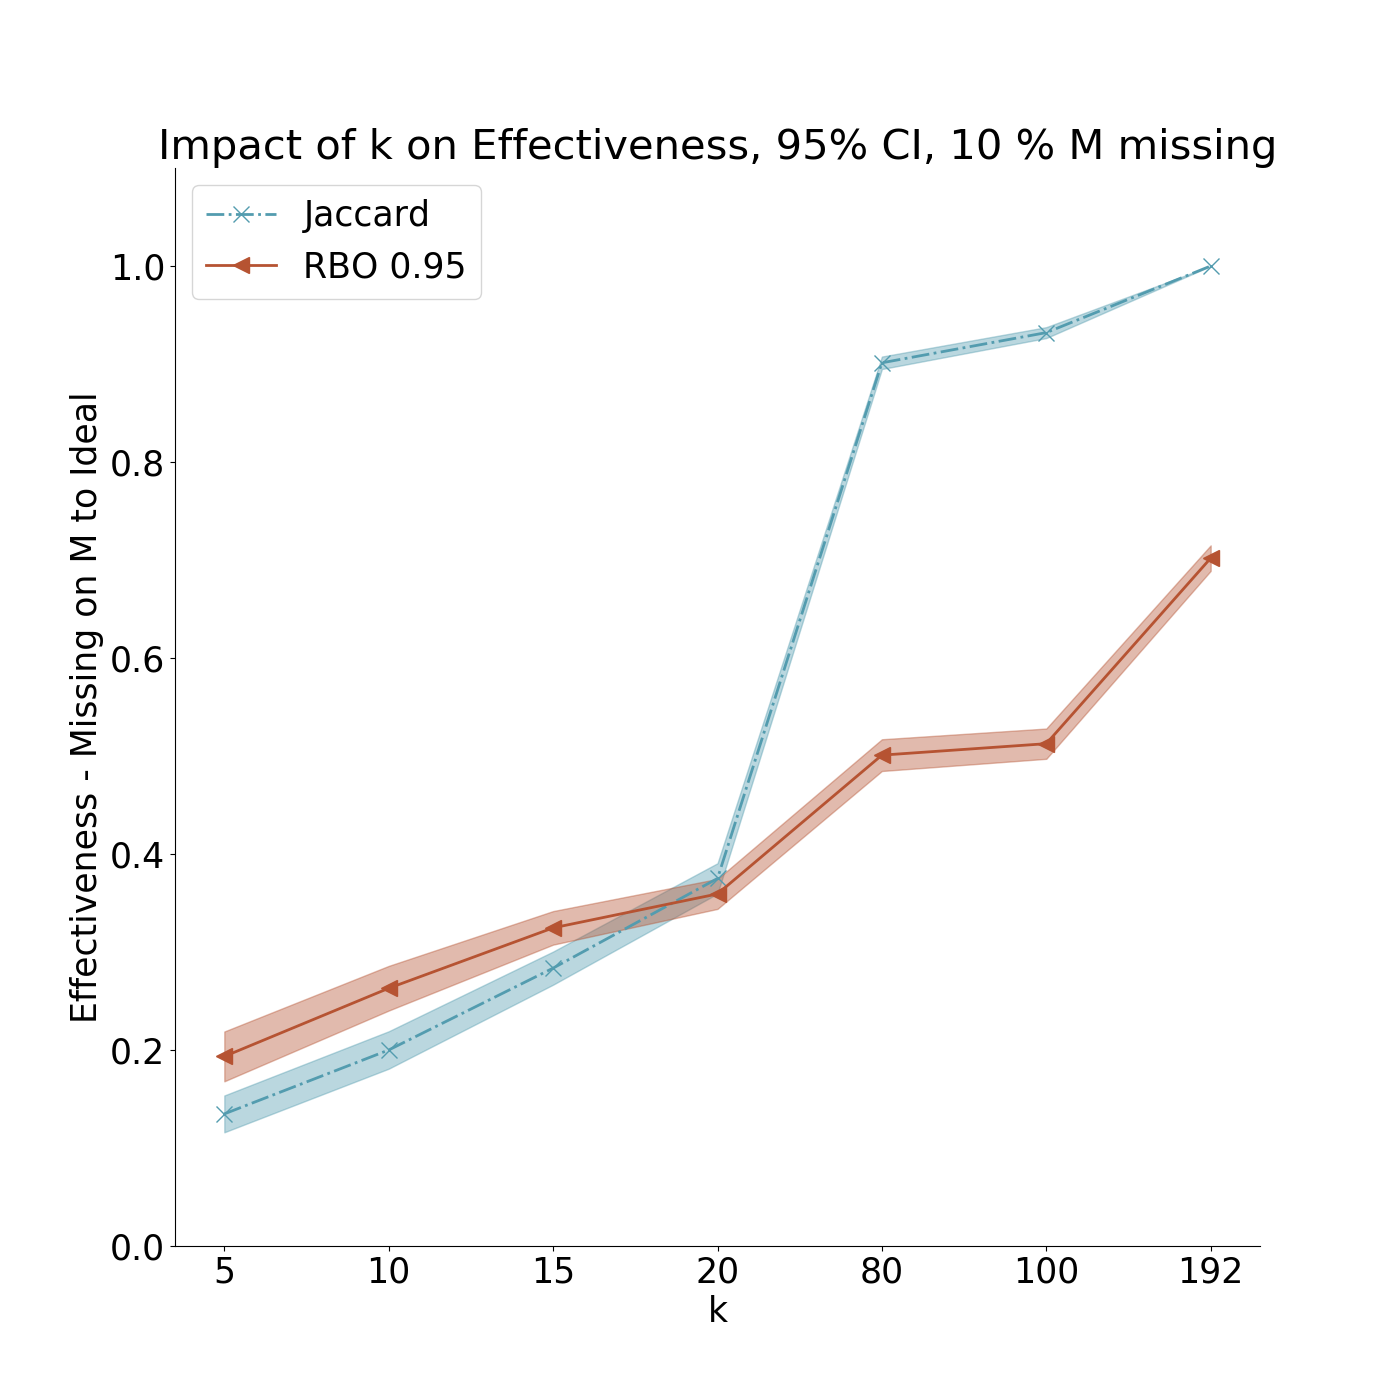 Impact of k on Effectiveness, 95% CI, 10 % M missing
Jaccard
RBO 0.95
Effectiveness - Missing on M to Ideal
1.0
0.8
0.6
0.4
0.2
0.0
5 10 15 20 80 100 192
k